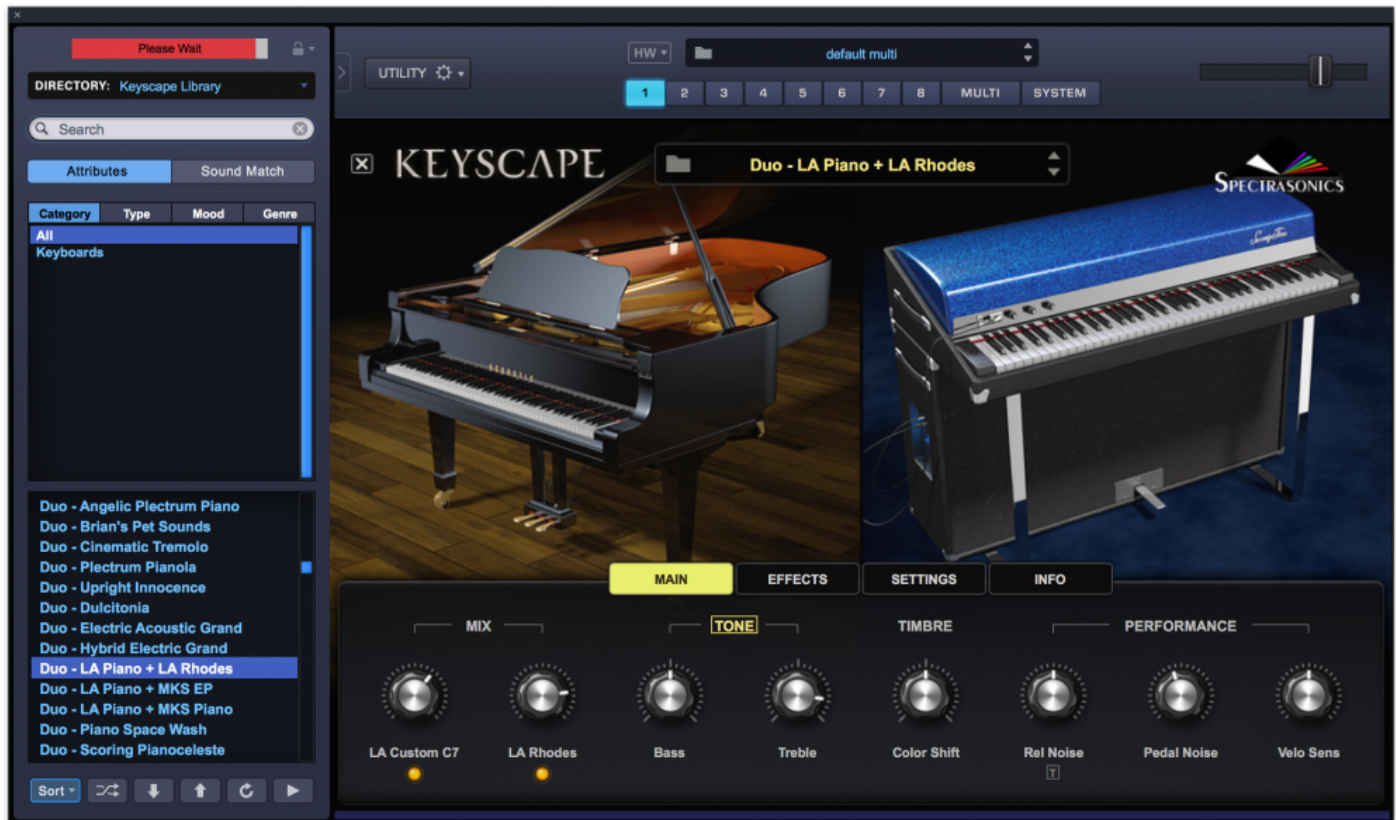 Please Wait
DIRECTORY: Keyscape Library
Search
Attributes Sound Match
Category Type Mood Genre
All
Keyboards
Duo - Angelic Plectrum Piano
Duo - Brian's Pet Sounds
Duo - Cinematic Tremolo
Duo - Plectrum Pianola
Duo - Upright Innocence
Duo - Dulcitonia
Duo - Electric Acoustic Grand
Duo - Hybrid Electric Grand
Duo - LA Piano + LA Rhodes
Duo - LA Piano + MKS EP
Duo - LA Piano + MKS Piano
Duo - Piano Space Wash
Duo - Scoring Pianoceleste
Sort
UTILITY
HW
default multi
1 2 3 4 5 6 7 8 MULTI SYSTEM
KEYSCAPE
Duo - LA Piano + LA Rhodes
SPECTRASONICS
MAIN EFFECTS SETTINGS INFO
MIX TONE TIMBRE PERFORMANCE
LA Custom C7 LA Rhodes Bass Treble Color Shift Rel Noise Pedal Noise Velo Sens
T